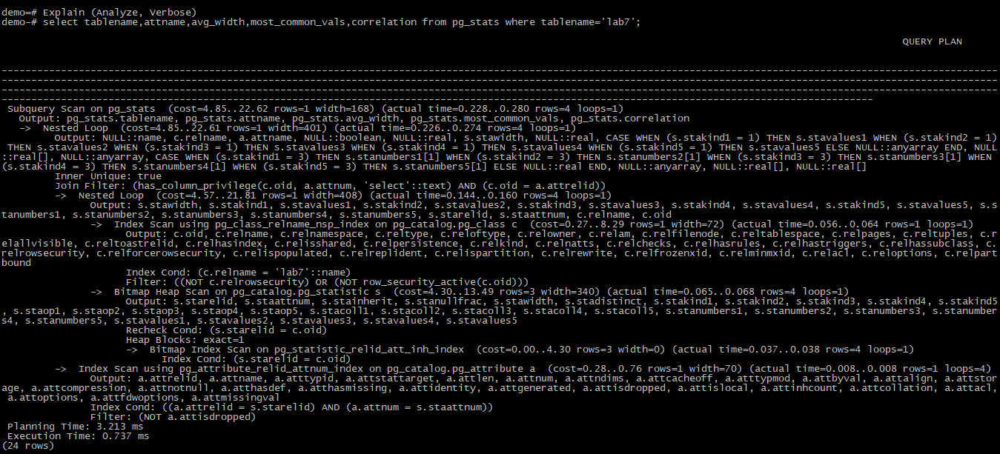 demo=# Explain (Analyze, Verbose)
demo-# select tablename,attname,avg_width,most_common_vals,correlation from pg_stats where tablename='lab7';
QUERY PLAN
------------------------------------------------------------------------------------------------------------------------------------------------------------------------
------------------------------------------------------------------------------------------------------------------------------------------------------------------------
------------------------------------------------------------------------------------------------------------------------------------------------------------------------
---------------------------------------------------------------------------------------------------------------------------------------------------
Subquery Scan on pg_stats  (cost=4.85..22.62 rows=1 width=168) (actual time=0.228..0.280 rows=4 loops=1)
Output: pg_stats.tablename, pg_stats.attname, pg_stats.avg_width, pg_stats.most_common_vals, pg_stats.correlation
->  Nested Loop  (cost=4.85..22.61 rows=1 width=401) (actual time=0.226..0.274 rows=4 loops=1)
Output: NULL::name, c.relname, a.attname, NULL::boolean, NULL::real, s.stawidth, NULL::real, CASE WHEN (s.stakind1 = 1) THEN s.stavalues1 WHEN (s.stakind2 = 1)
THEN s.stavalues2 WHEN (s.stakind3 = 1) THEN s.stavalues3 WHEN (s.stakind4 = 1) THEN s.stavalues4 WHEN (s.stakind5 = 1) THEN s.stavalues5 ELSE NULL::anyarray END, NULL
::real[], NULL::anyarray, CASE WHEN (s.stakind1 = 3) THEN s.stanumbers1[1] WHEN (s.stakind2 = 3) THEN s.stanumbers2[1] WHEN (s.stakind3 = 3) THEN s.stanumbers3[1] WHEN
(s.stakind4 = 3) THEN s.stanumbers4[1] WHEN (s.stakind5 = 3) THEN s.stanumbers5[1] ELSE NULL::real END, NULL::anyarray, NULL::real[], NULL::real[]
Inner Unique: true
Join Filter: (has_column_privilege(c.oid, a.attnum, 'select'::text) AND (c.oid = a.attrelid))
->  Nested Loop  (cost=4.57..21.81 rows=1 width=408) (actual time=0.144..0.160 rows=4 loops=1)
Output: s.stawidth, s.stakind1, s.stavalues1, s.stakind2, s.stavalues2, s.stakind3, s.stavalues3, s.stakind4, s.stavalues4, s.stakind5, s.stavalues5, s.s
tanumbers1, s.stanumbers2, s.stanumbers3, s.stanumbers4, s.stanumbers5, s.starelid, s.staattnum, c.relname, c.oid
->  Index Scan using pg_class_relname_nsp_index on pg_catalog.pg_class c  (cost=0.27..8.29 rows=1 width=72) (actual time=0.056..0.064 rows=1 loops=1)
Output: c.oid, c.relname, c.relnamespace, c.reltype, c.reloftype, c.relowner, c.relam, c.relfilenode, c.reltablespace, c.relpages, c.reltuples, c.r
elallvisible, c.reltoastrelid, c.relhasindex, c.relisshared, c.relpersistence, c.relkind, c.relnatts, c.relchecks, c.relhasrules, c.relhastriggers, c.relhassubclass, c.
relrowsecurity, c.relforcerowsecurity, c.relispopulated, c.relreplident, c.relispartition, c.relrewrite, c.relfrozenxid, c.relminmxid, c.relacl, c.reloptions, c.relpart
bound
Index Cond: (c.relname = 'lab7'::name)
Filter: ((NOT c.relrowsecurity) OR (NOT row_security_active(c.oid)))
->  Bitmap Heap Scan on pg_catalog.pg_statistic s  (cost=4.30..13.49 rows=3 width=340) (actual time=0.065..0.068 rows=4 loops=1)
Output: s.starelid, s.staattnum, s.stainherit, s.stanullfrac, s.stawidth, s.stadistinct, s.stakind1, s.stakind2, s.stakind3, s.stakind4, s.stakind5
, s.staop1, s.staop2, s.staop3, s.staop4, s.staop5, s.stacoll1, s.stacoll2, s.stacoll3, s.stacoll4, s.stacoll5, s.stanumbers1, s.stanumbers2, s.stanumbers3, s.stanumber
s4, s.stanumbers5, s.stavalues1, s.stavalues2, s.stavalues3, s.stavalues4, s.stavalues5
Recheck Cond: (s.starelid = c.oid)
Heap Blocks: exact=1
->  Bitmap Index Scan on pg_statistic_relid_att_inh_index  (cost=0.00..4.30 rows=3 width=0) (actual time=0.037..0.038 rows=4 loops=1)
Index Cond: (s.starelid = c.oid)
->  Index Scan using pg_attribute_relid_attnum_index on pg_catalog.pg_attribute a  (cost=0.28..0.76 rows=1 width=70) (actual time=0.008..0.008 rows=1 loops=4)
Output: a.attrelid, a.attname, a.atttypid, a.attstattarget, a.attlen, a.attnum, a.attndims, a.attcacheoff, a.atttypmod, a.attbyval, a.attalign, a.attstor
age, a.attcompression, a.attnotnull, a.atthasdef, a.atthasmissing, a.attidentity, a.attgenerated, a.attisdropped, a.attislocal, a.attinhcount, a.attcollation, a.attacl,
a.attoptions, a.attfdwoptions, a.attmissingval
Index Cond: ((a.attrelid = s.starelid) AND (a.attnum = s.staattnum))
Filter: (NOT a.attisdropped)
Planning Time: 3.213 ms
Execution Time: 0.737 ms
(24 rows)